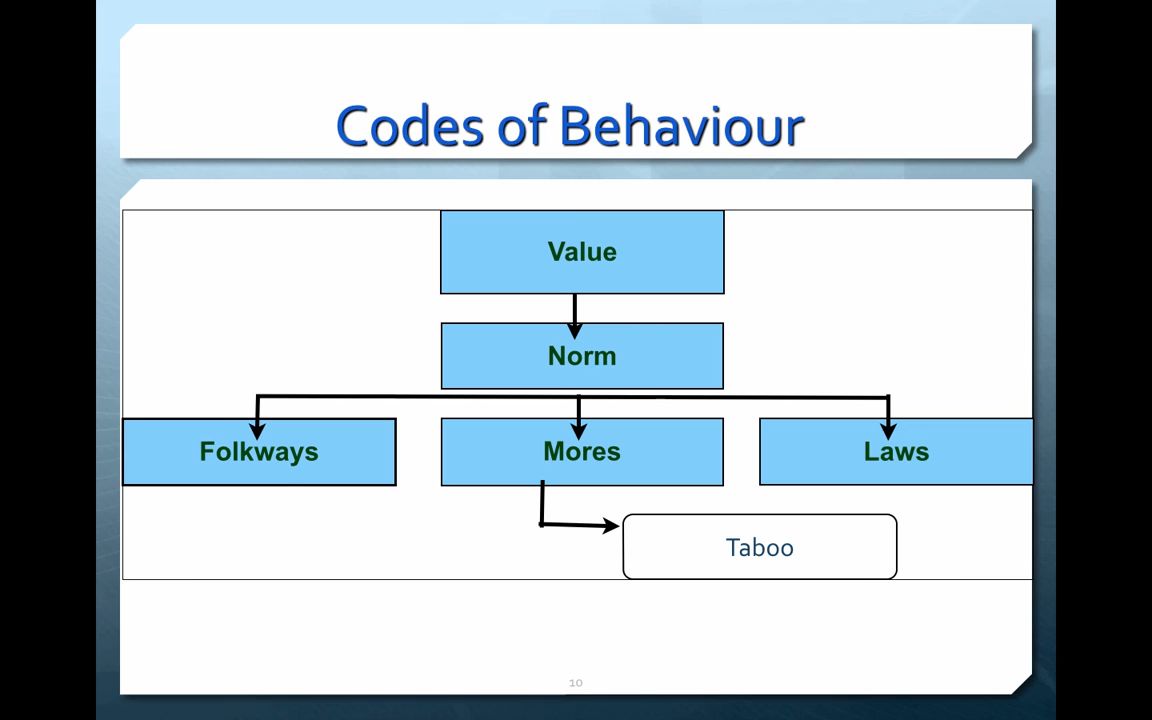 Codes of Behaviour
Value
Norm
Folkways
Mores
Laws
Taboo
10